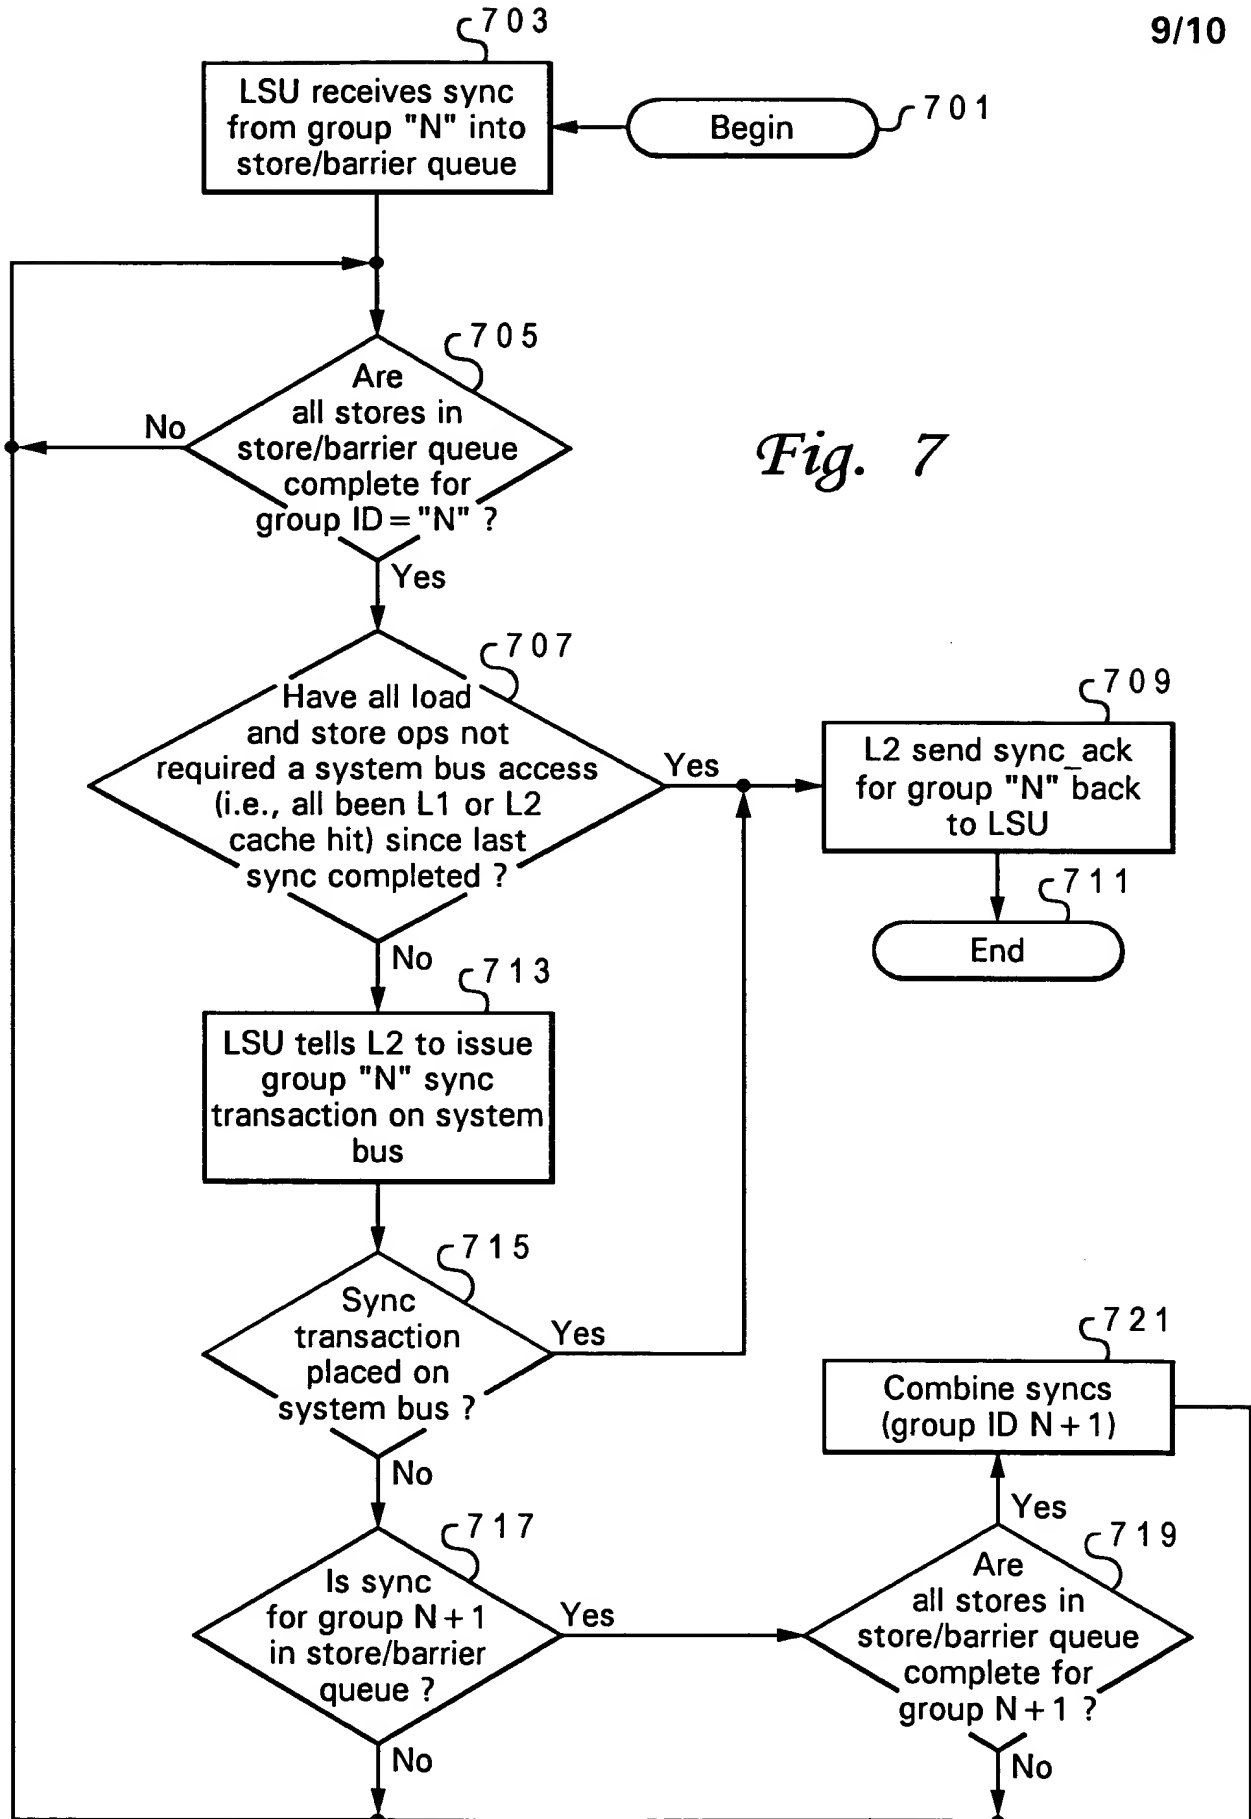 9/10
703
LSU receives sync
from group "N" into
store/barrier queue
Begin
701
705
Are
all stores in
store/barrier queue
complete for
group ID = "N" ?
No
Yes
Fig. 7
707
Have all load
and store ops not
required a system bus access
(i.e., all been L1 or L2
cache hit) since last
sync completed ?
Yes
No
709
L2 send sync_ack
for group "N" back
to LSU
711
End
713
LSU tells L2 to issue
group "N" sync
transaction on system
bus
715
Sync
transaction
placed on
system bus ?
Yes
No
717
Is sync
for group N + 1
in store/barrier
queue ?
Yes
No
721
Combine syncs
(group ID N + 1)
Yes
719
Are
all stores in
store/barrier queue
complete for
group N + 1 ?
No